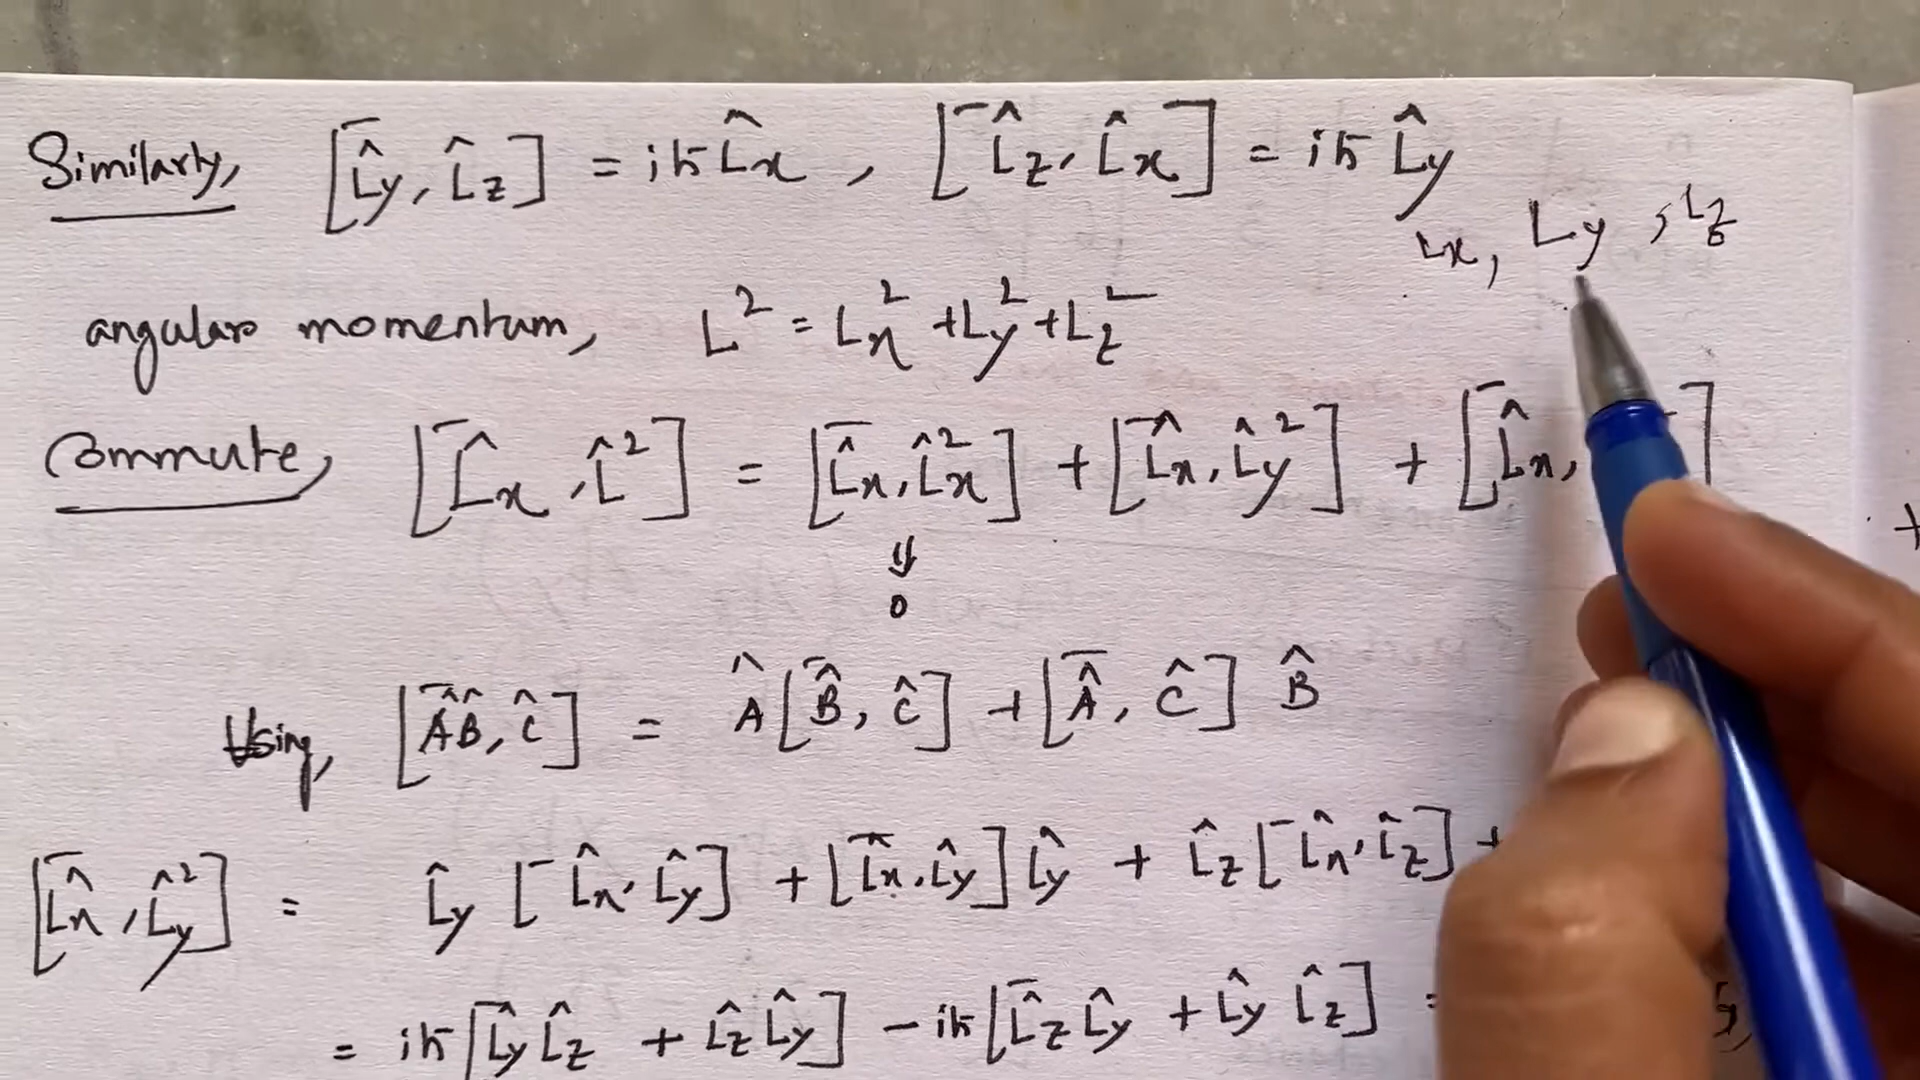 Similarly, [L̂y, L̂z] = iħ L̂x , [L̂z, L̂x] = iħ L̂y
Lx, Ly , Lz
angular momentum, L² = Lx² + Ly² + Lz²
Commute, [L̂x , L̂²] = [L̂x, L̂x²] + [L̂x, L̂y²] + [L̂x, ]
⇓
0
Using, [ÂB̂, Ĉ] = Â[B̂, Ĉ] + [Â, Ĉ] B̂
[L̂x , L̂y²] = L̂y [L̂x, L̂y] + [L̂x, L̂y] L̂y + L̂z [L̂x, L̂z] +
= iħ [L̂y L̂z + L̂z L̂y] - iħ [L̂z L̂y + L̂y L̂z] =
+